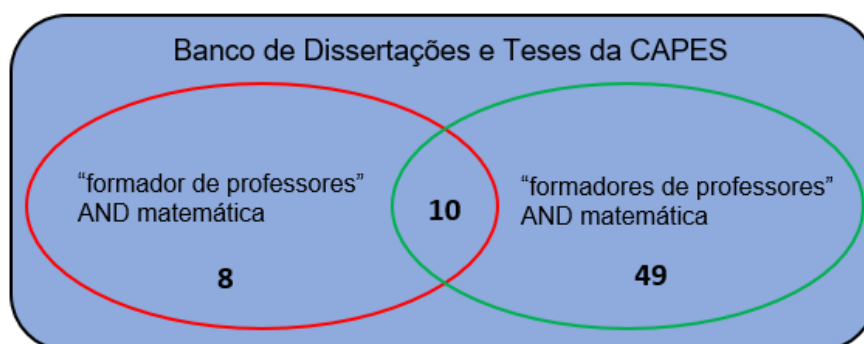 Banco de Dissertações e Teses da CAPES
“formador de professores”
AND matemática
8
10
“formadores de professores”
AND matemática
49